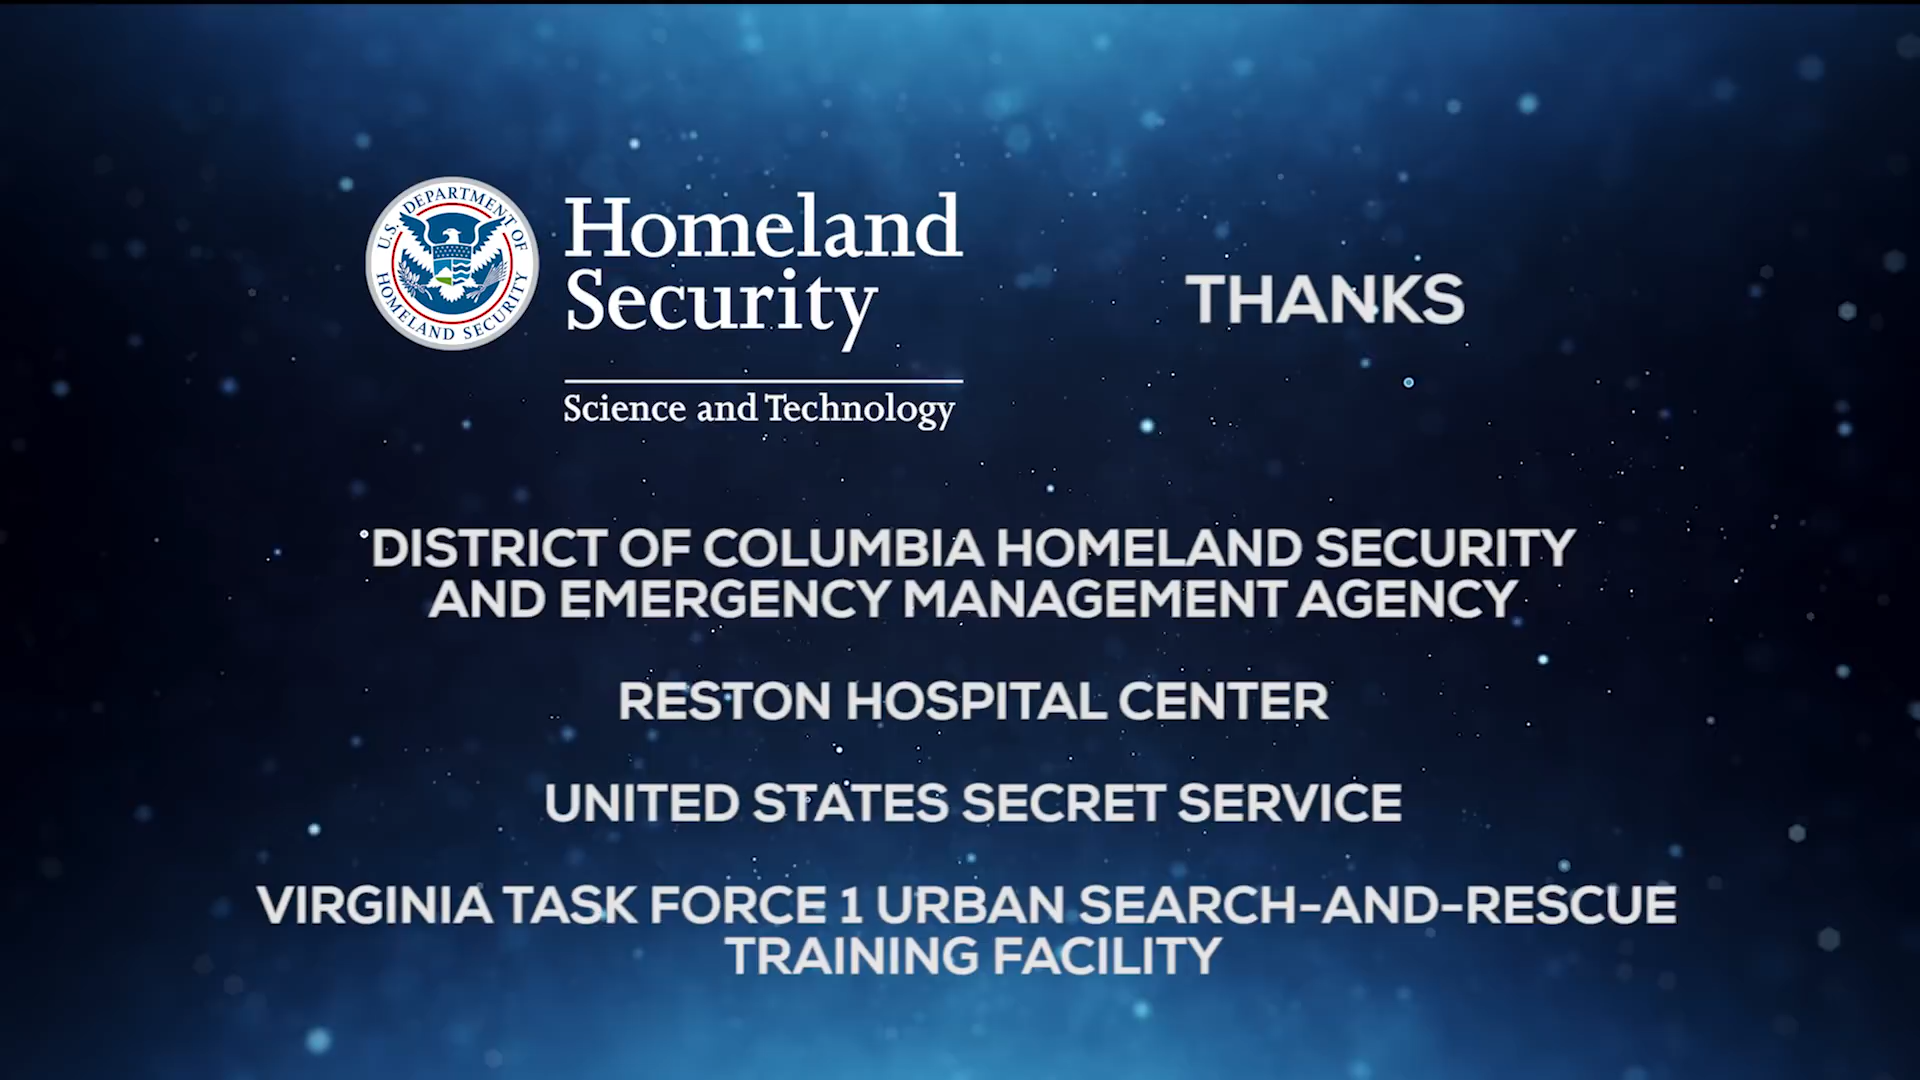 U.S. DEPARTMENT OF
HOMELAND SECURITY
Homeland
Security
Science and Technology
THANKS
DISTRICT OF COLUMBIA HOMELAND SECURITY
AND EMERGENCY MANAGEMENT AGENCY
RESTON HOSPITAL CENTER
UNITED STATES SECRET SERVICE
VIRGINIA TASK FORCE 1 URBAN SEARCH-AND-RESCUE
TRAINING FACILITY